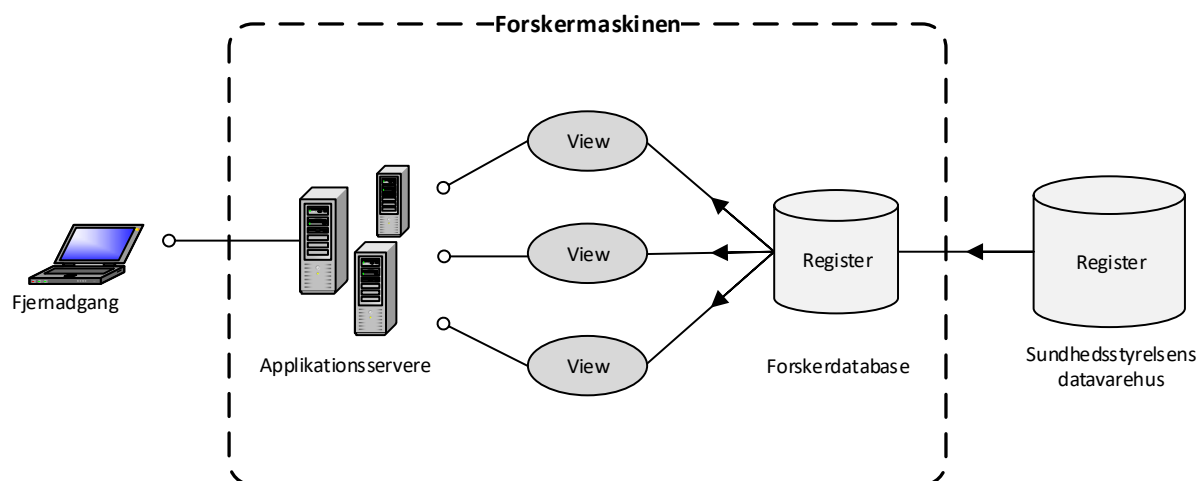 Forskermaskinen
View
View
View
Register
Register
Fjernadgang
Applikationsservere
Forskerdatabase
Sundhedsstyrelsens
datavarehus